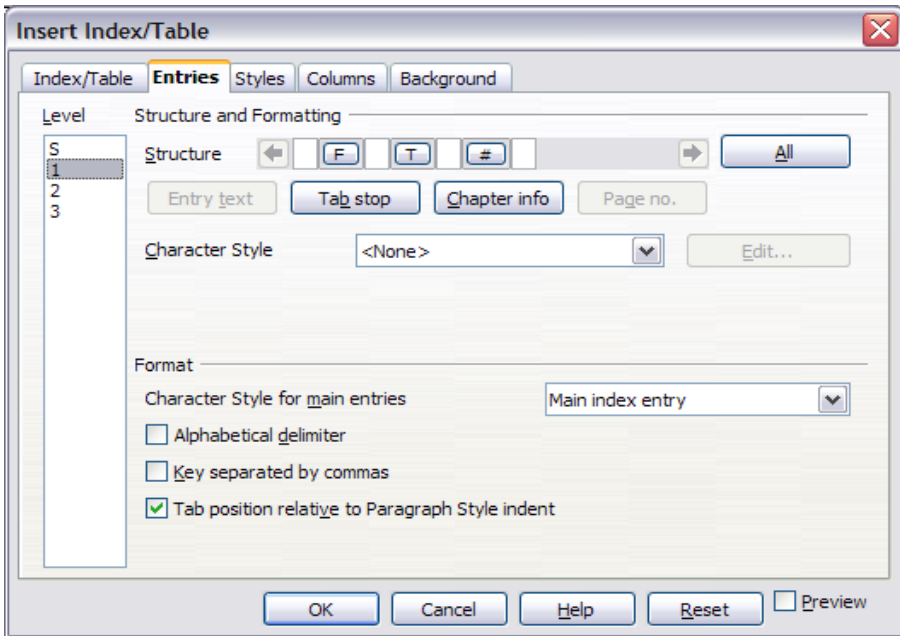 Insert Index/Table
Index/Table Entries Styles Columns Background
Level Structure and Formatting
S
1
2
3
Structure F T # All
Entry text Tab stop Chapter info Page no.
Character Style <None> Edit...
Format
Character Style for main entries Main index entry
Alphabetical delimiter
Key separated by commas
Tab position relative to Paragraph Style indent
OK Cancel Help Reset Preview